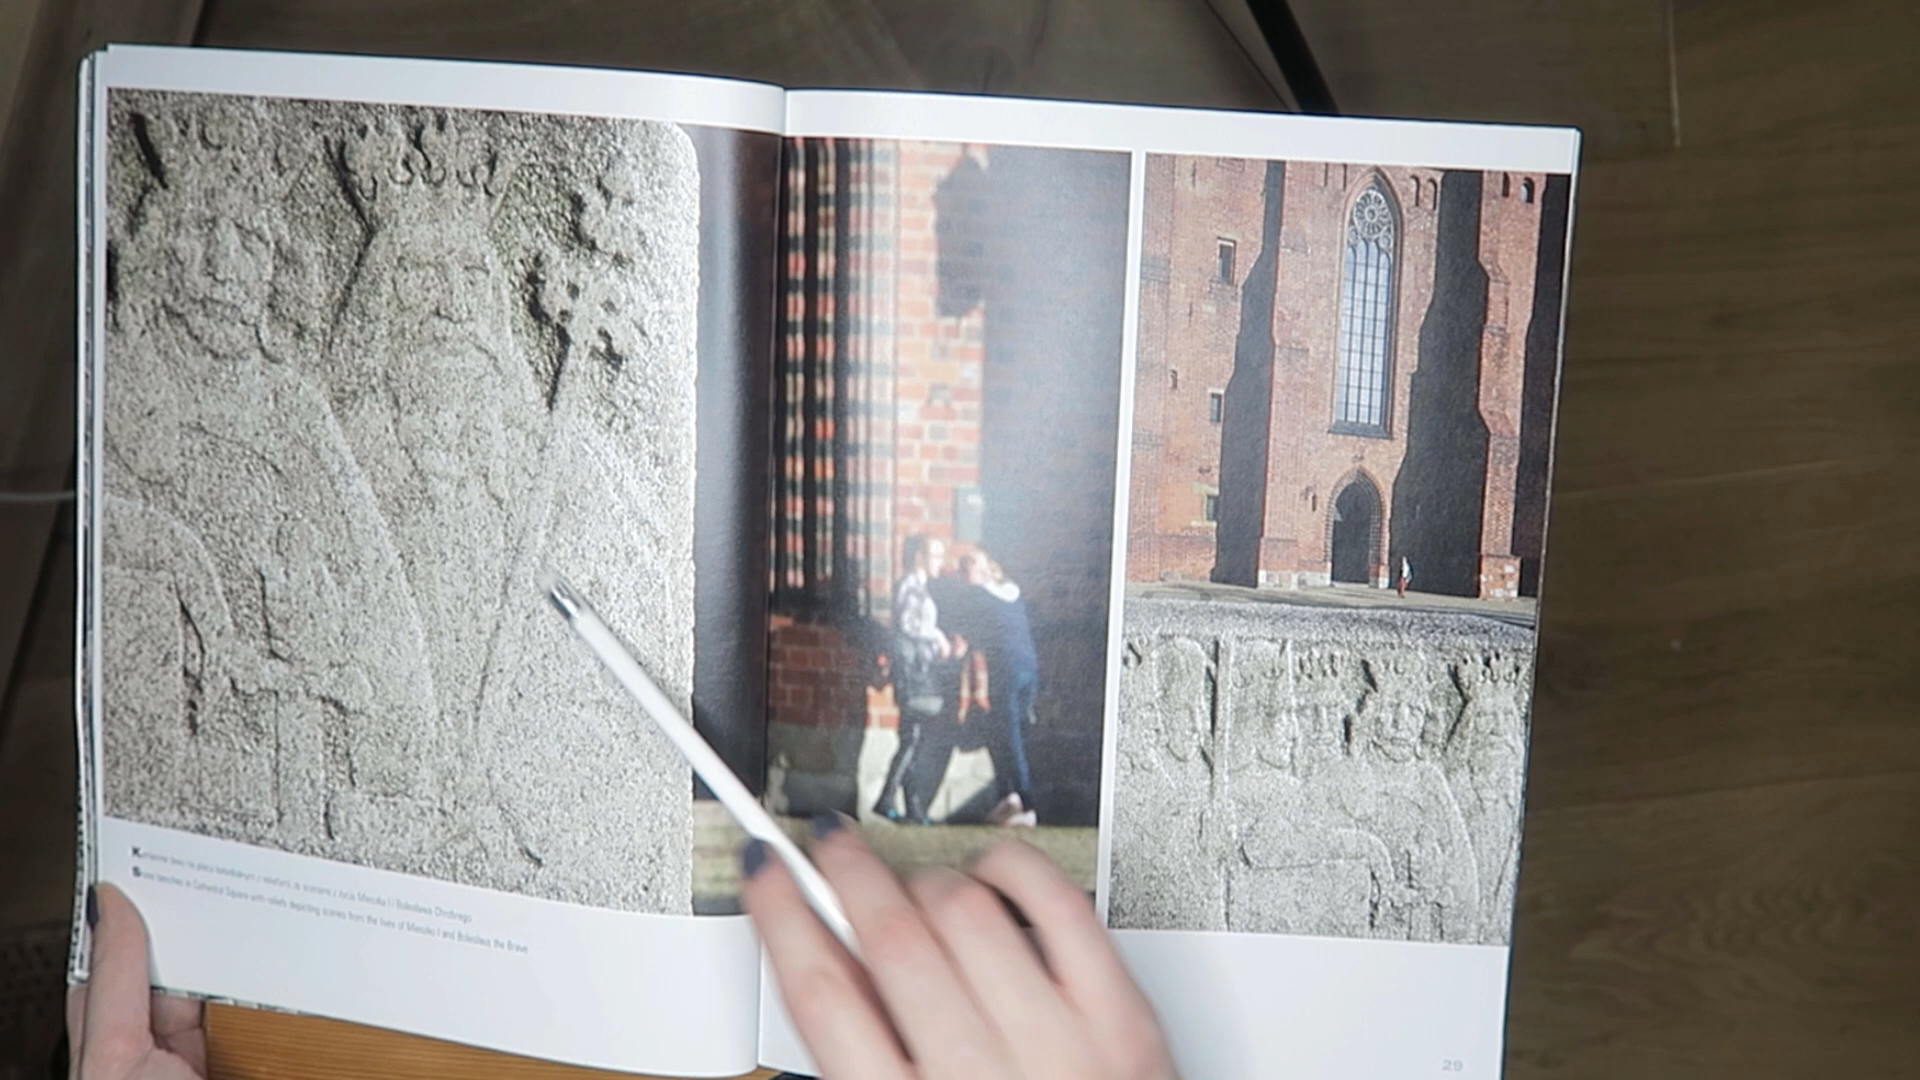 Kamienne ławy na placu katedralnym z reliefami ze scenami z życia Mieszka I i Bolesława Chrobrego
Stone benches in Cathedral Square with reliefs depicting scenes from the lives of Mieszko I and Boleslaus the Brave
29